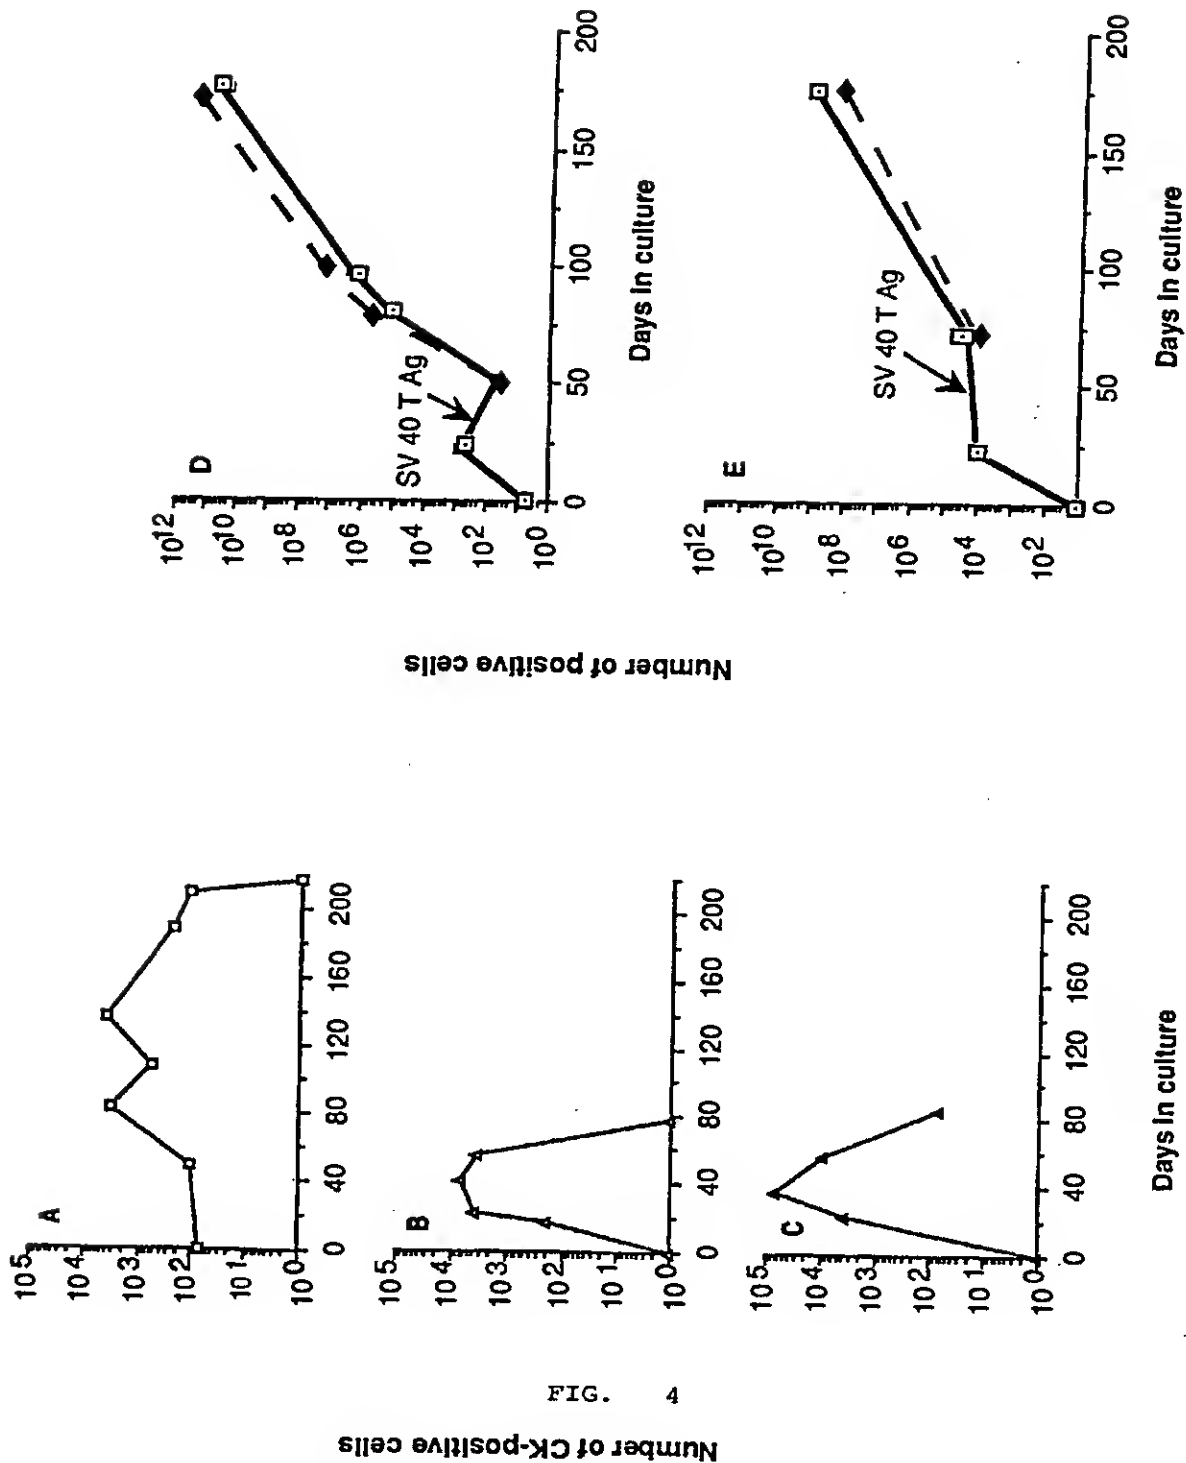 Number of CK-positive cells
A
10^5
10^4
10^3
10^2
10^1
10^0
0 40 80 120 160 200
B
10^5
10^4
10^3
10^2
10^1
10^0
0 40 80 120 160 200
C
10^5
10^4
10^3
10^2
10^1
10^0
0 40 80 120 160 200
Days in culture
Number of positive cells
D
10^12
10^10
10^8
10^6
10^4
10^2
10^0
SV 40 T Ag
0 50 100 150 200
Days in culture
E
10^12
10^10
10^8
10^6
10^4
10^2
SV 40 T Ag
0 50 100 150 200
Days in culture
FIG. 4